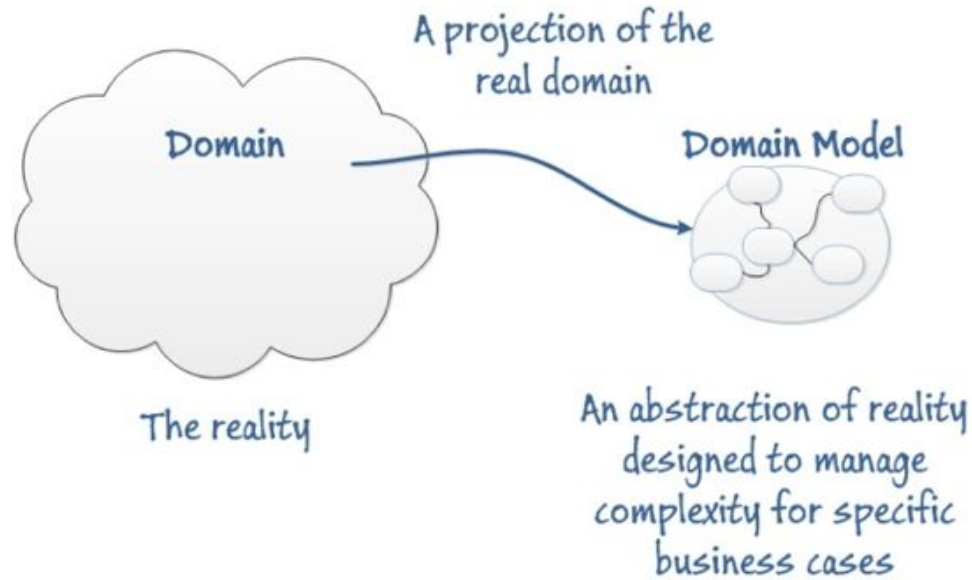 A projection of the
real domain
Domain
Domain Model
The reality
An abstraction of reality
designed to manage
complexity for specific
business cases